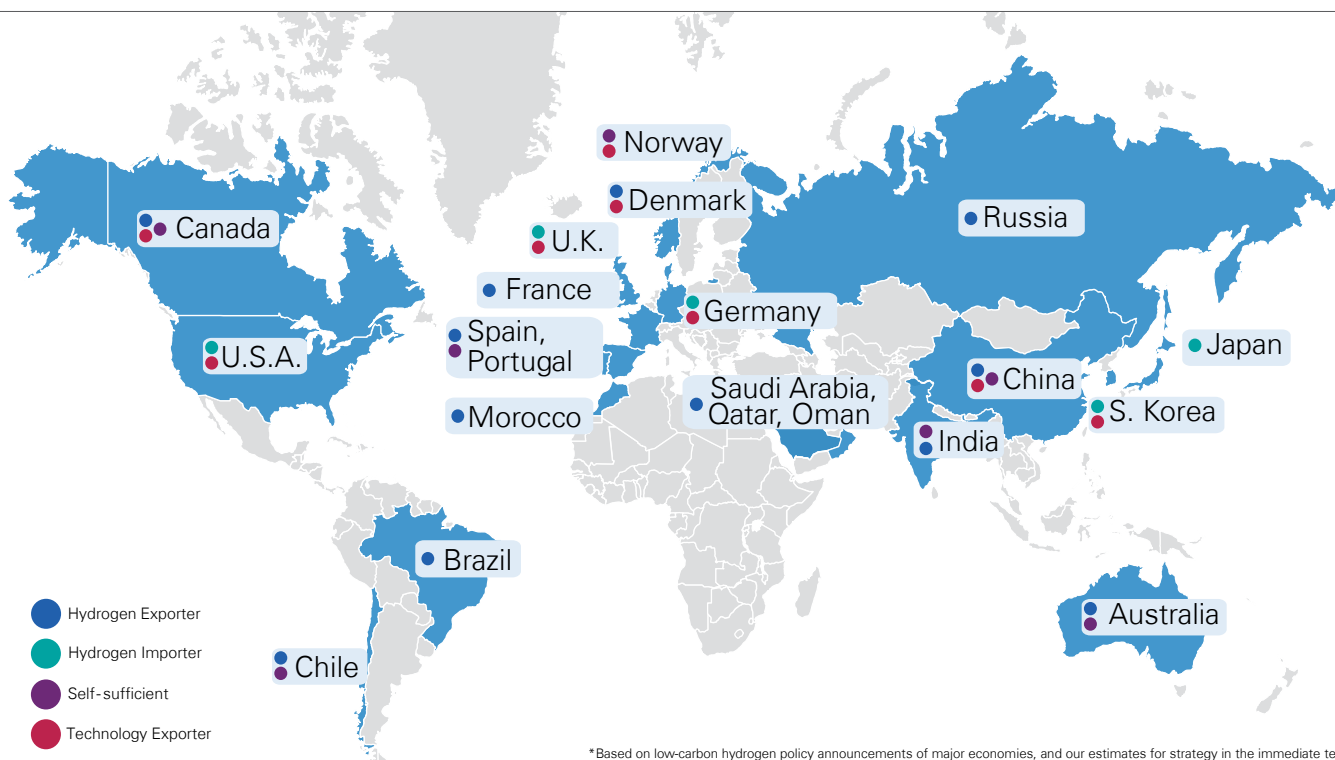 Norway
Denmark
Canada
Russia
U.K.
France
Germany
Spain,
Portugal
U.S.A.
Japan
China
Saudi Arabia,
Qatar, Oman
Morocco
S. Korea
India
Brazil
Australia
Chile
Hydrogen Exporter
Hydrogen Importer
Self-sufficient
Technology Exporter
*Based on low-carbon hydrogen policy announcements of major economies, and our estimates for strategy in the immediate te